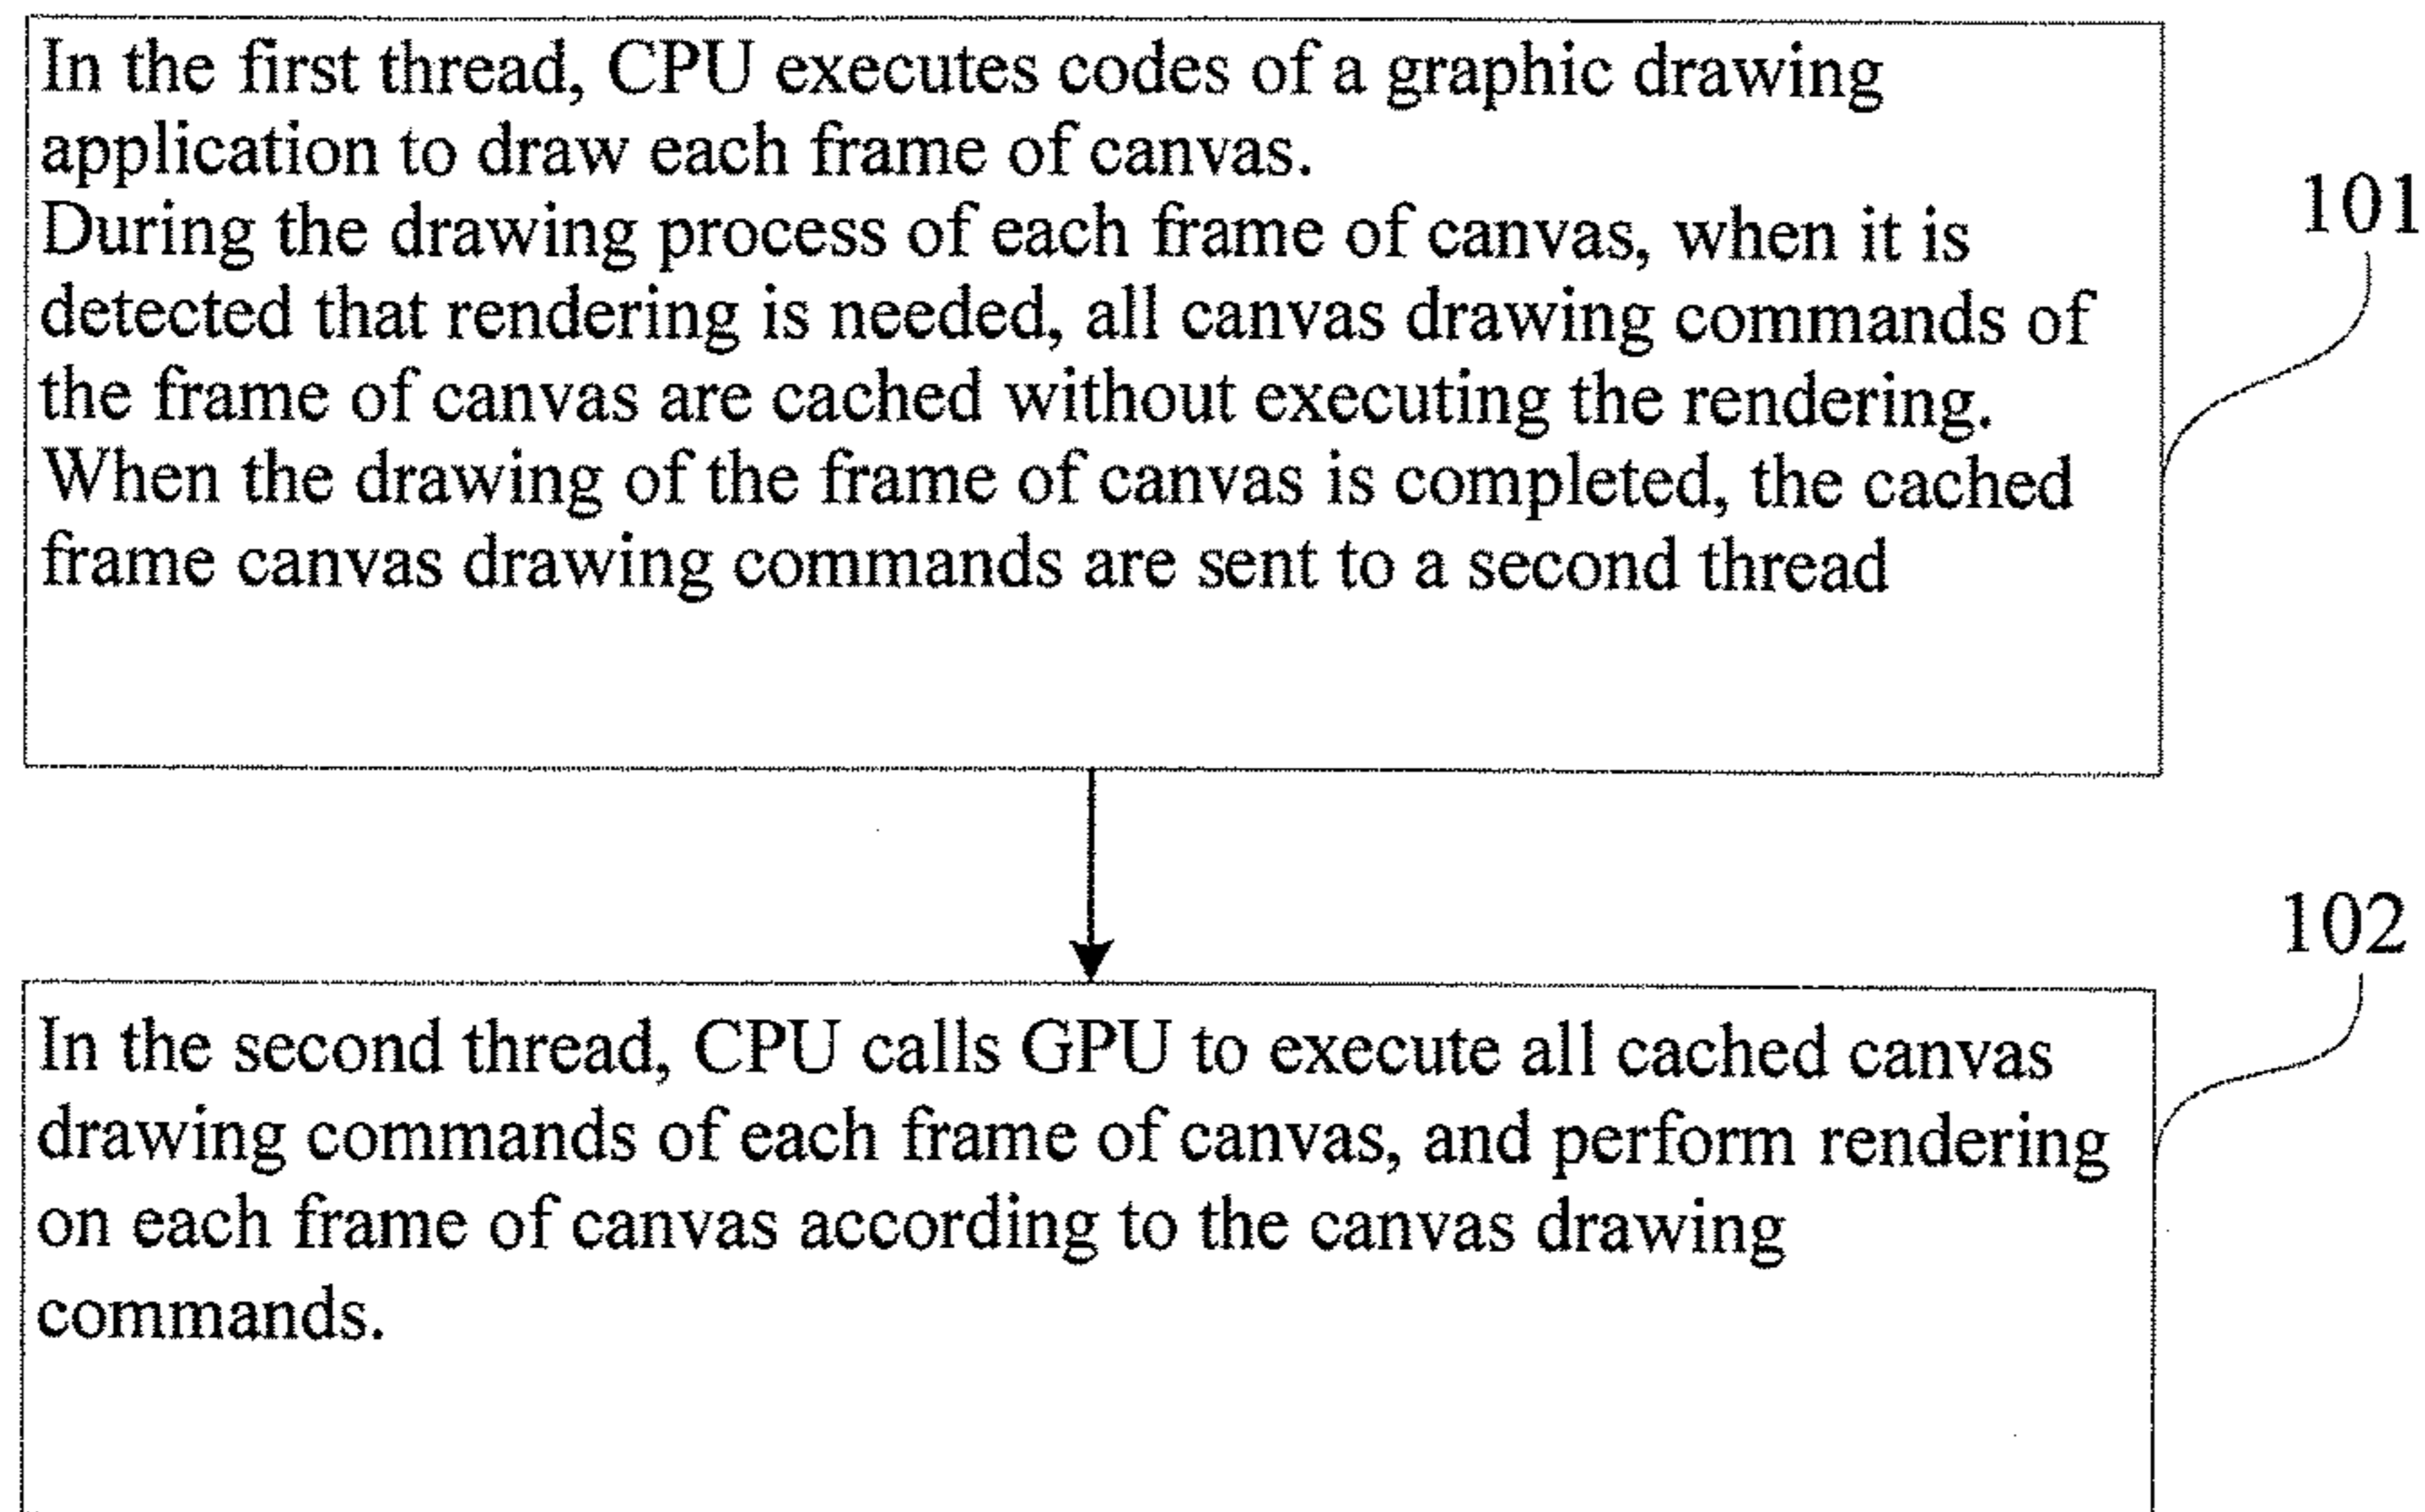 In the first thread, CPU executes codes of a graphic drawing
application to draw each frame of canvas.
During the drawing process of each frame of canvas, when it is
detected that rendering is needed, all canvas drawing commands of
the frame of canvas are cached without executing the rendering.
When the drawing of the frame of canvas is completed, the cached
frame canvas drawing commands are sent to a second thread
101
In the second thread, CPU calls GPU to execute all cached canvas
drawing commands of each frame of canvas, and perform rendering
on each frame of canvas according to the canvas drawing
commands.
102